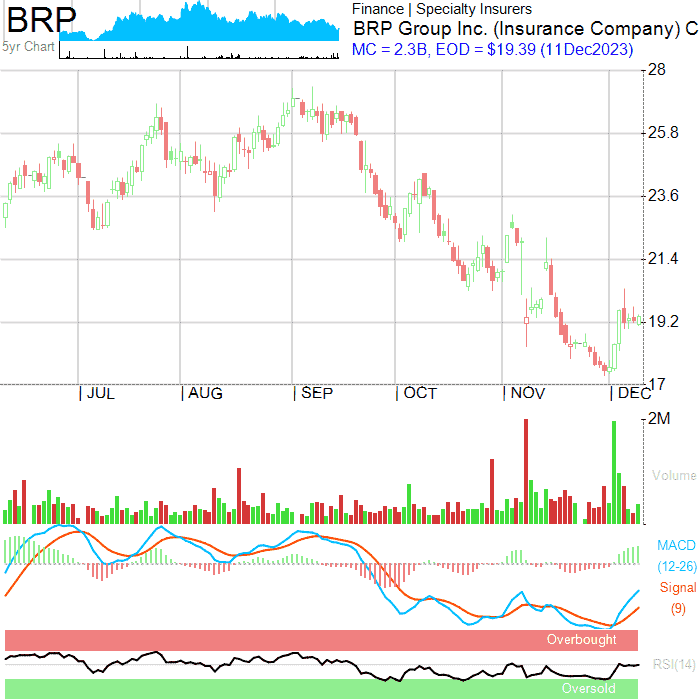 BRP
5yr Chart
Finance | Specialty Insurers
BRP Group Inc. (Insurance Company) C
MC = 2.3B, EOD = $19.39 (11Dec2023)
28
25.8
23.6
21.4
19.2
17
| JUL | AUG | SEP | OCT | NOV | DEC
2M
Volume
MACD
(12-26)
Signal
(9)
Overbought
RSI(14)
Oversold